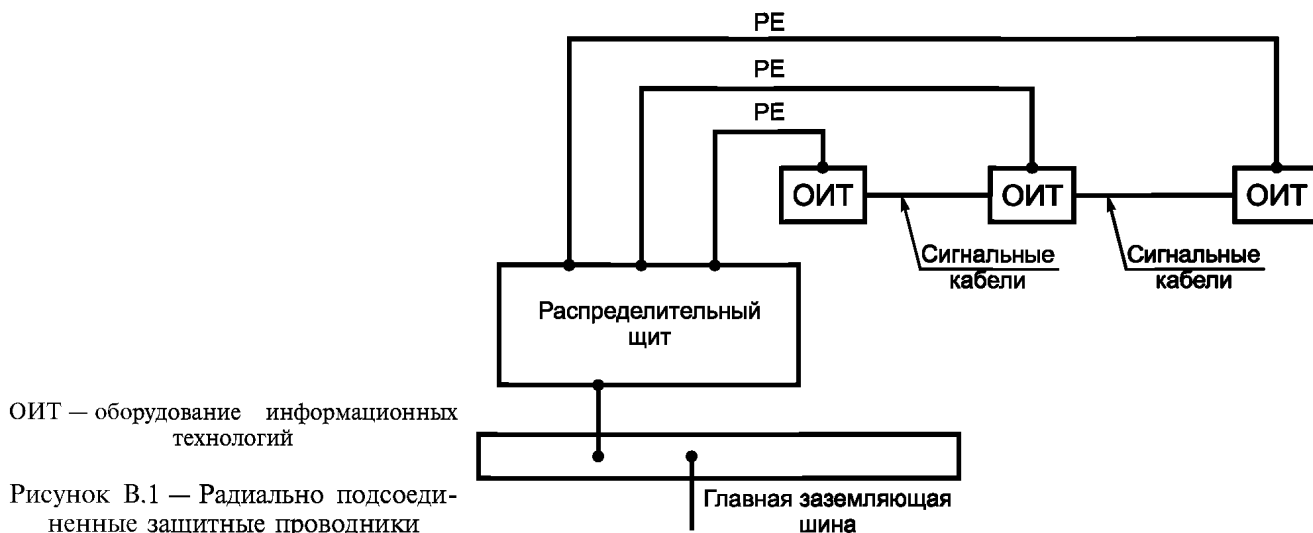 PE
PE
PE
ОИТ
ОИТ
ОИТ
Сигнальные
кабели
Сигнальные
кабели
Распределительный
щит
ОИТ — оборудование информационных
технологий
Рисунок В.1 — Радиально подсоеди-
ненные защитные проводники
Главная заземляющая
шина